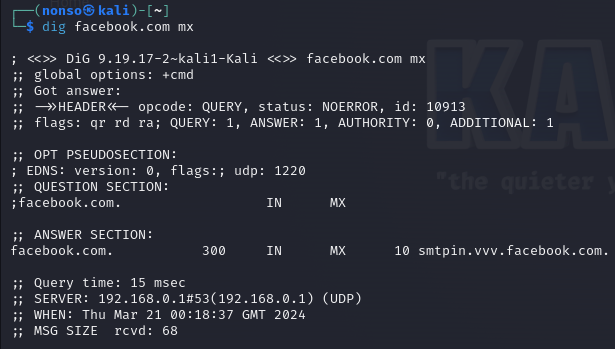 ┌──(nonso㉿kali)-[~]
└─$ dig facebook.com mx
; <<>> DiG 9.19.17-2~kali1-Kali <<>> facebook.com mx
;; global options: +cmd
;; Got answer:
;; ->>HEADER<<- opcode: QUERY, status: NOERROR, id: 10913
;; flags: qr rd ra; QUERY: 1, ANSWER: 1, AUTHORITY: 0, ADDITIONAL: 1
;; OPT PSEUDOSECTION:
; EDNS: version: 0, flags:; udp: 1220
;; QUESTION SECTION:
;facebook.com. IN MX
;; ANSWER SECTION:
facebook.com. 300 IN MX 10 smtpin.vvv.facebook.com.
;; Query time: 15 msec
;; SERVER: 192.168.0.1#53(192.168.0.1) (UDP)
;; WHEN: Thu Mar 21 00:18:37 GMT 2024
;; MSG SIZE rcvd: 68
KA
"the quieter y